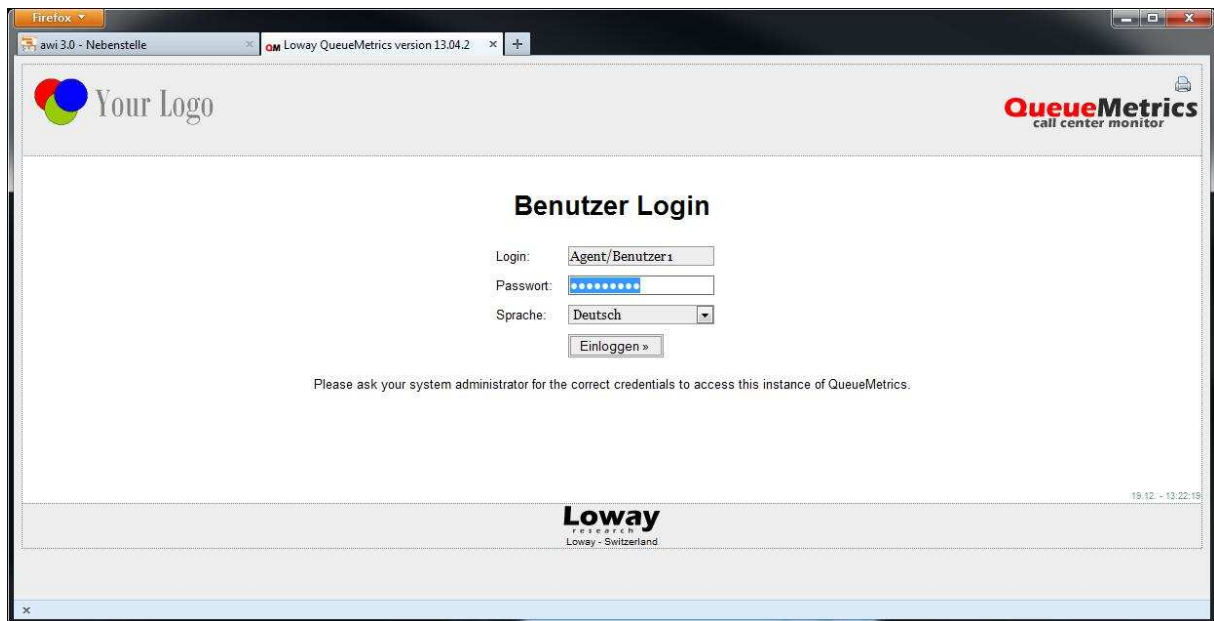 Firefox
awi 3.0 - Nebenstelle
QM Loway QueueMetrics version 13.04.2
Your Logo
QueueMetrics
call center monitor
Benutzer Login
Login: Agent/Benutzer1
Passwort: •••••••••
Sprache: Deutsch
Einloggen »
Please ask your system administrator for the correct credentials to access this instance of QueueMetrics.
19.12. - 13:22:19
Loway
research
Loway - Switzerland